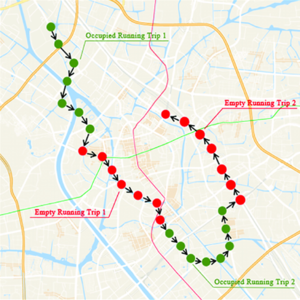 Occupied Running Trip 1
Empty Running Trip 2
Empty Running Trip 1
Occupied Running Trip 2